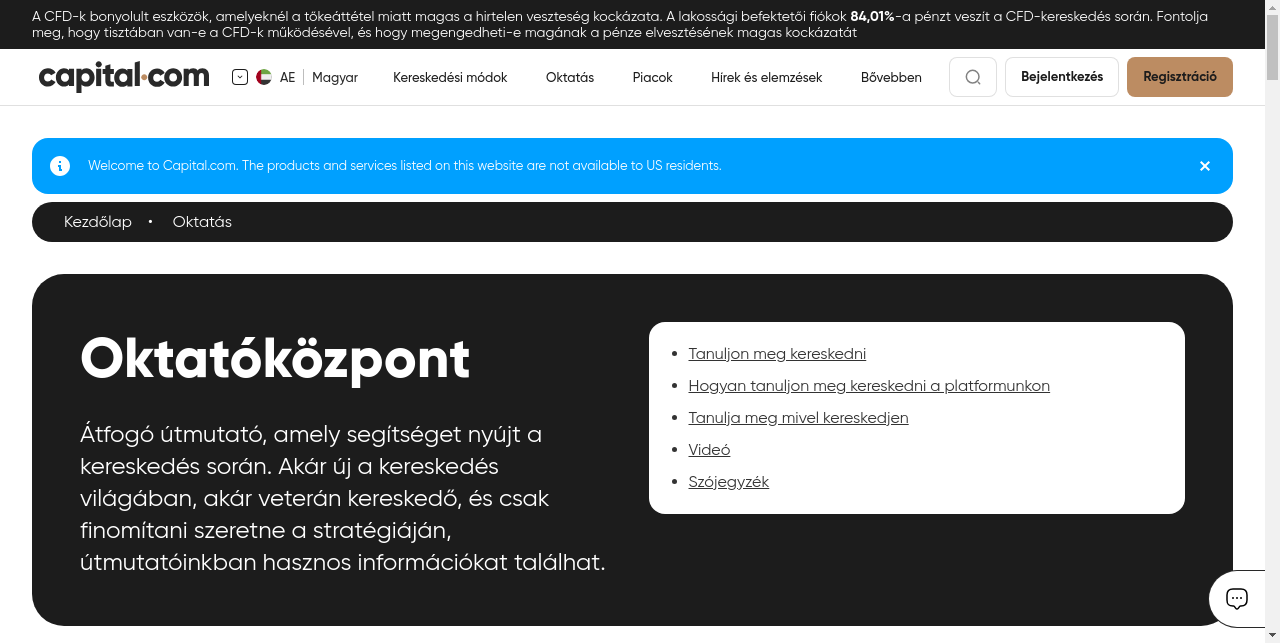 A CFD-k bonyolult eszközök, amelyeknél a tőkeáttétel miatt magas a hirtelen veszteség kockázata. A lakossági befektetői fiókok 84,01%-a pénzt veszít a CFD-kereskedés során. Fontolja
meg, hogy tisztában van-e a CFD-k működésével, és hogy megengedheti-e magának a pénze elvesztésének magas kockázatát
capital.com AE Magyar Kereskedési módok Oktatás Piacok Hírek és elemzések Bővebben Bejelentkezés Regisztráció
Welcome to Capital.com. The products and services listed on this website are not available to US residents.
Kezdőlap • Oktatás
Oktatóközpont
Átfogó útmutató, amely segítséget nyújt a
kereskedés során. Akár új a kereskedés
világában, akár veterán kereskedő, és csak
finomítani szeretne a stratégiáján,
útmutatóinkban hasznos információkat találhat.
• Tanuljon meg kereskedni
• Hogyan tanuljon meg kereskedni a platformunkon
• Tanulja meg mivel kereskedjen
• Videó
• Szójegyzék